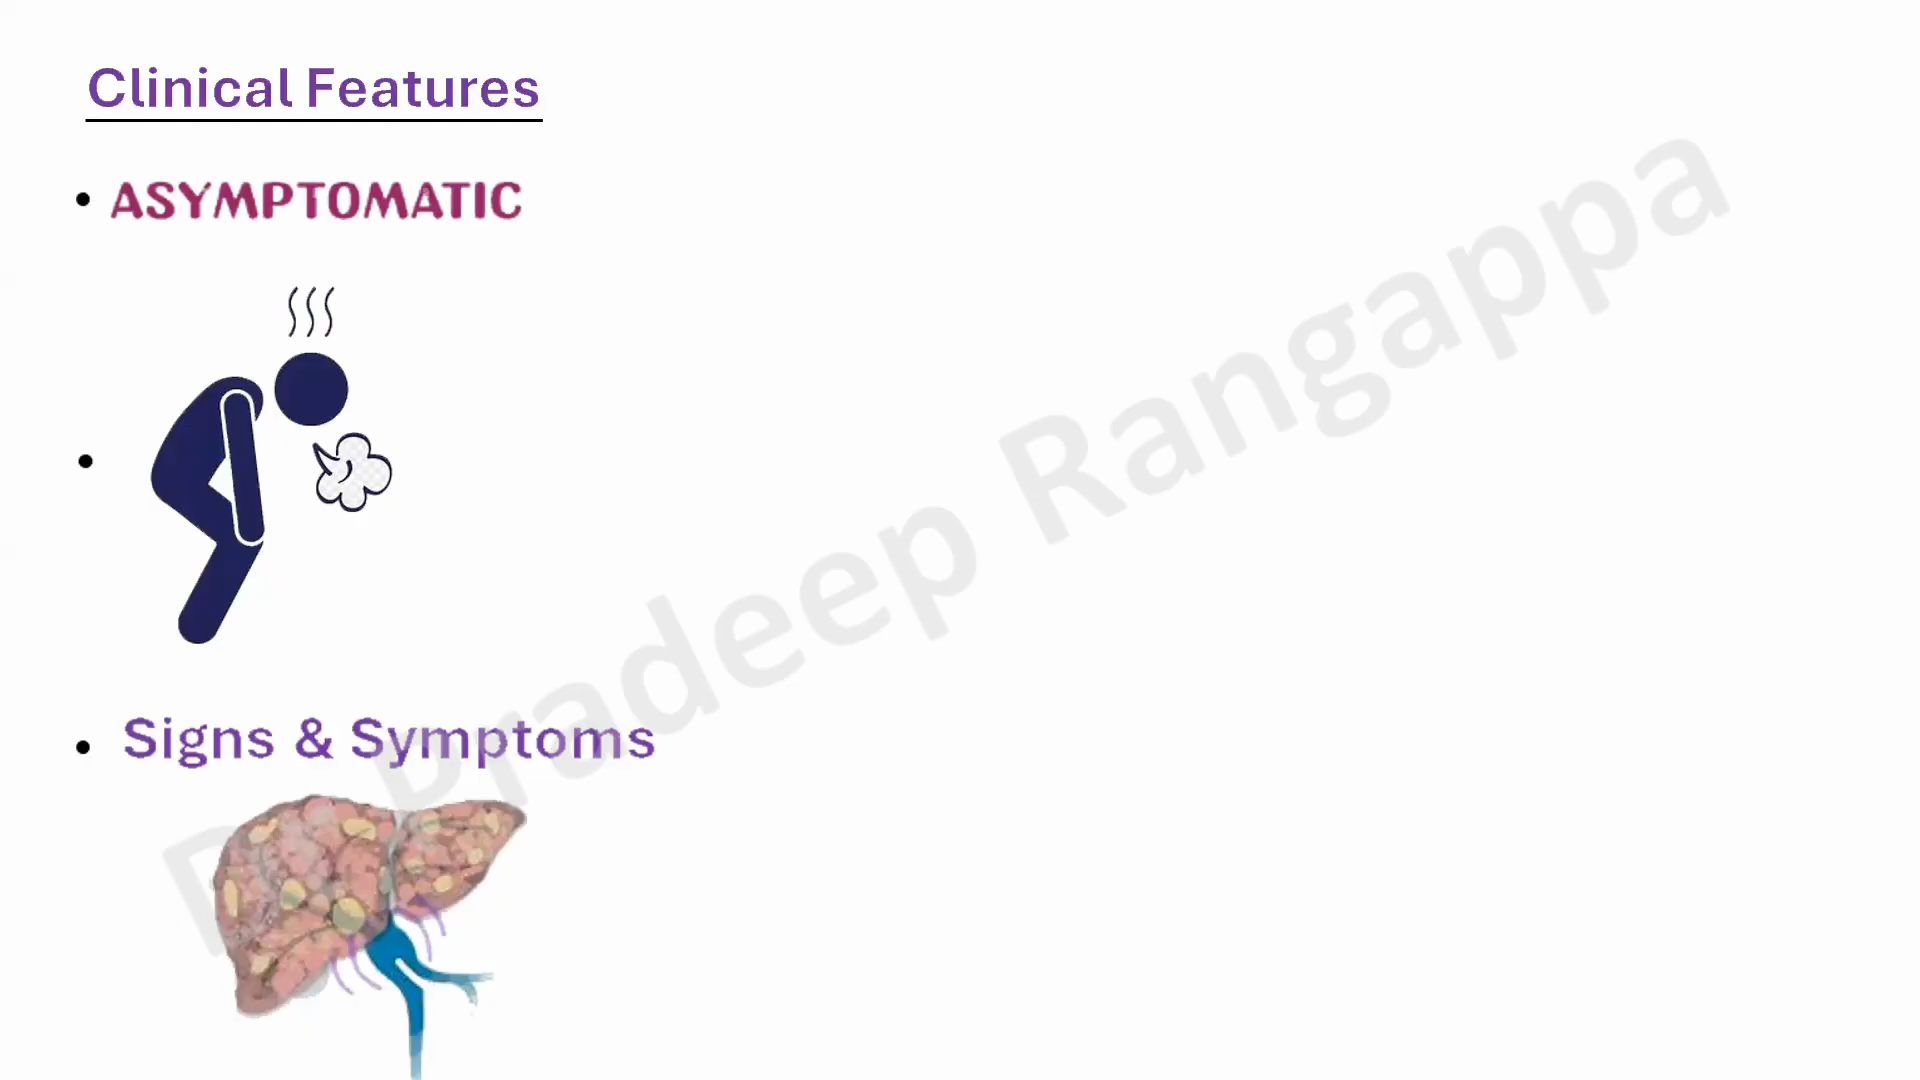 Clinical Features
• ASYMPTOMATIC
•
• Signs & Symptoms
Dr. Pradeep Rangappa